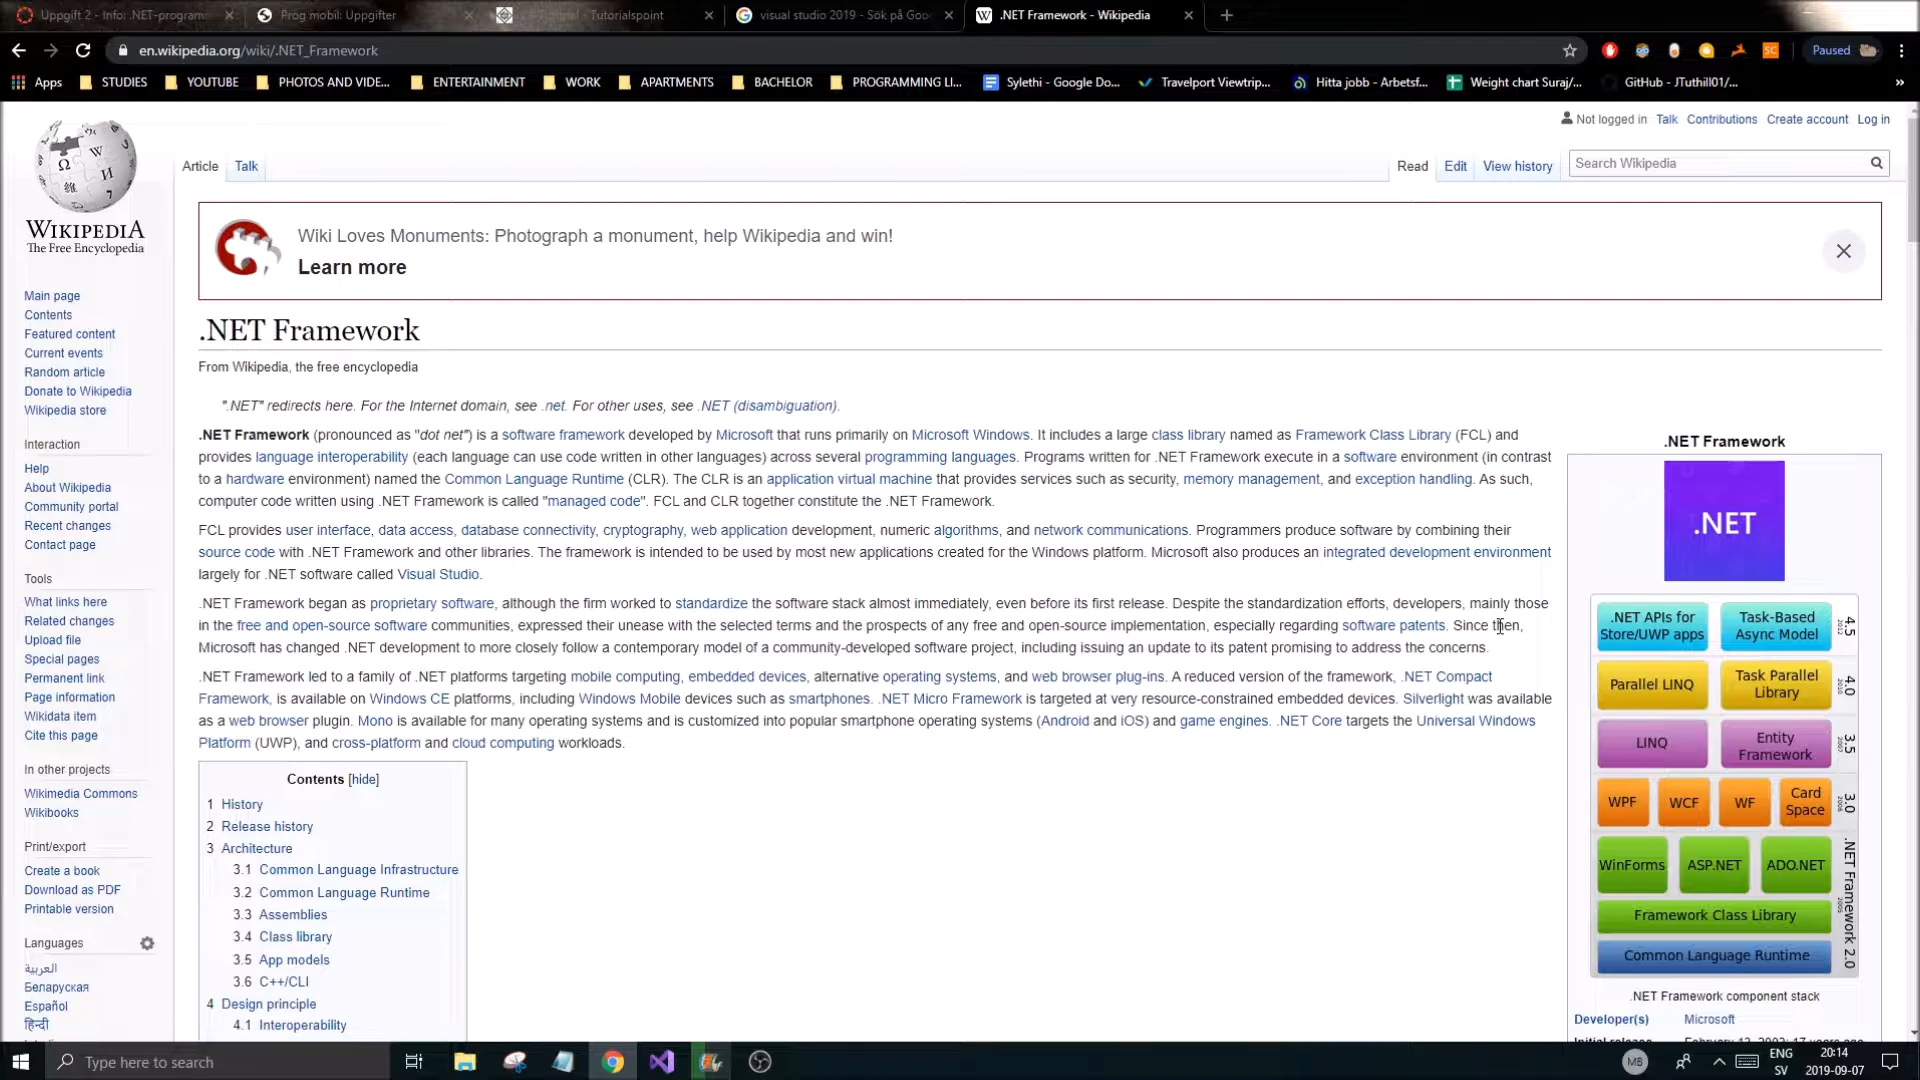 Uppgift 2 - Info: .NET-programm
Prog mobil: Uppgifter
Tutorialspoint
visual studio 2019 - Sök på Goo
.NET Framework - Wikipedia
en.wikipedia.org/wiki/.NET_Framework
Paused
Apps STUDIES YOUTUBE PHOTOS AND VIDE... ENTERTAINMENT WORK APARTMENTS BACHELOR PROGRAMMING LI... Sylethi - Google Do... Travelport Viewtrip... Hitta jobb - Arbetsf... Weight chart Suraj/... GitHub - JTuthill01/... »
Not logged in Talk Contributions Create account Log in
Article Talk
Read Edit View history Search Wikipedia
WIKIPEDIA
The Free Encyclopedia
Wiki Loves Monuments: Photograph a monument, help Wikipedia and win!
Learn more
Main page
Contents
Featured content
Current events
Random article
Donate to Wikipedia
Wikipedia store
Interaction
Help
About Wikipedia
Community portal
Recent changes
Contact page
Tools
What links here
Related changes
Upload file
Special pages
Permanent link
Page information
Wikidata item
Cite this page
In other projects
Wikimedia Commons
Wikibooks
Print/export
Create a book
Download as PDF
Printable version
Languages
العربية
Беларуская
Español
हिन्दी
.NET Framework
From Wikipedia, the free encyclopedia
".NET" redirects here. For the Internet domain, see .net. For other uses, see .NET (disambiguation).
.NET Framework (pronounced as "dot net") is a software framework developed by Microsoft that runs primarily on Microsoft Windows. It includes a large class library named as Framework Class Library (FCL) and
provides language interoperability (each language can use code written in other languages) across several programming languages. Programs written for .NET Framework execute in a software environment (in contrast
to a hardware environment) named the Common Language Runtime (CLR). The CLR is an application virtual machine that provides services such as security, memory management, and exception handling. As such,
computer code written using .NET Framework is called "managed code". FCL and CLR together constitute the .NET Framework.
FCL provides user interface, data access, database connectivity, cryptography, web application development, numeric algorithms, and network communications. Programmers produce software by combining their
source code with .NET Framework and other libraries. The framework is intended to be used by most new applications created for the Windows platform. Microsoft also produces an integrated development environment
largely for .NET software called Visual Studio.
.NET Framework began as proprietary software, although the firm worked to standardize the software stack almost immediately, even before its first release. Despite the standardization efforts, developers, mainly those
in the free and open-source software communities, expressed their unease with the selected terms and the prospects of any free and open-source implementation, especially regarding software patents. Since then,
Microsoft has changed .NET development to more closely follow a contemporary model of a community-developed software project, including issuing an update to its patent promising to address the concerns.
.NET Framework led to a family of .NET platforms targeting mobile computing, embedded devices, alternative operating systems, and web browser plug-ins. A reduced version of the framework, .NET Compact
Framework, is available on Windows CE platforms, including Windows Mobile devices such as smartphones. .NET Micro Framework is targeted at very resource-constrained embedded devices. Silverlight was available
as a web browser plugin. Mono is available for many operating systems and is customized into popular smartphone operating systems (Android and iOS) and game engines. .NET Core targets the Universal Windows
Platform (UWP), and cross-platform and cloud computing workloads.
Contents [hide]
1 History
2 Release history
3 Architecture
3.1 Common Language Infrastructure
3.2 Common Language Runtime
3.3 Assemblies
3.4 Class library
3.5 App models
3.6 C++/CLI
4 Design principle
4.1 Interoperability
.NET Framework
.NET
.NET APIs for
Store/UWP apps
Task-Based
Async Model
4.5
2012
Parallel LINQ
Task Parallel
Library
4.0
2010
LINQ
Entity
Framework
3.5
2007
WPF WCF WF Card
Space
3.0
2006
WinForms ASP.NET ADO.NET
Framework Class Library
Common Language Runtime
.NET Framework 2.0
2005
.NET Framework component stack
Developer(s) Microsoft
Type here to search
MB
ENG
SV
20:14
2019-09-07